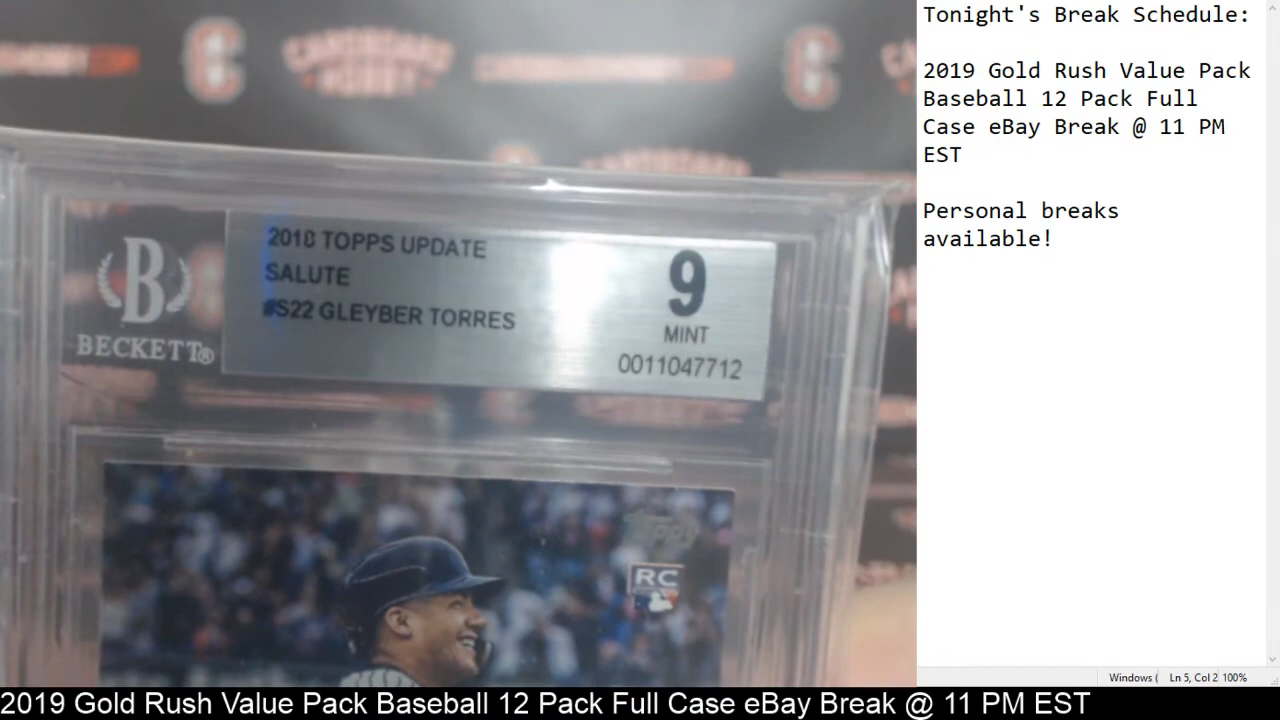 Tonight's Break Schedule:
2019 Gold Rush Value Pack
Baseball 12 Pack Full
Case eBay Break @ 11 PM
EST
Personal breaks
available!
2018 TOPPS UPDATE
SALUTE
#S22 GLEYBER TORRES
9
MINT
0011047712
B
BECKETT®
Topps
RC
Windows (
Ln 5, Col 2
100%
2019 Gold Rush Value Pack Baseball 12 Pack Full Case eBay Break @ 11 PM EST